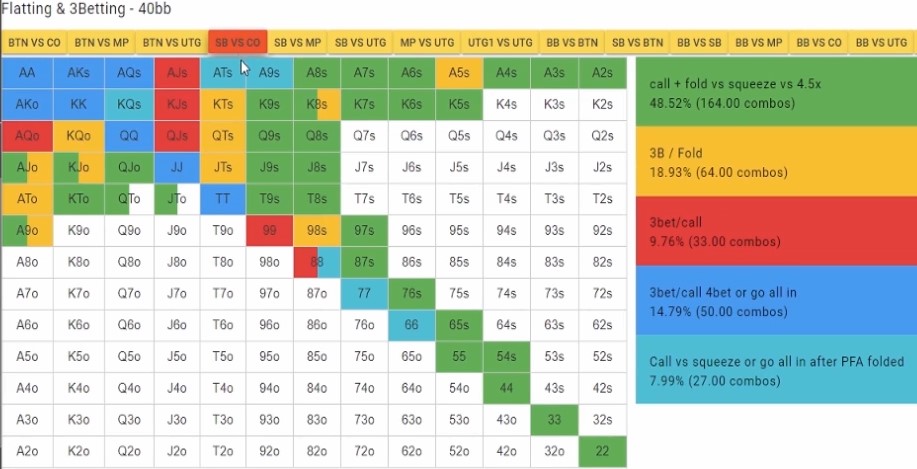 Flatting & 3Betting - 40bb
BTN VS CO BTN VS MP BTN VS UTG SB VS CO SB VS MP SB VS UTG MP VS UTG UTG1 VS UTG BB VS BTN SB VS BTN BB VS SB BB VS MP BB VS CO BB VS UTG
AA AKs AQs AJs ATs A9s A8s A7s A6s A5s A4s A3s A2s
AKo KK KQs KJs KTs K9s K8s K7s K6s K5s K4s K3s K2s
AQo KQo QQ QJs QTs Q9s Q8s Q7s Q6s Q5s Q4s Q3s Q2s
AJo KJo QJo JJ JTs J9s J8s J7s J6s J5s J4s J3s J2s
ATo KTo QTo JTo TT T9s T8s T7s T6s T5s T4s T3s T2s
A9o K9o Q9o J9o T9o 99 98s 97s 96s 95s 94s 93s 92s
A8o K8o Q8o J8o T8o 98o 88 87s 86s 85s 84s 83s 82s
A7o K7o Q7o J7o T7o 97o 87o 77 76s 75s 74s 73s 72s
A6o K6o Q6o J6o T6o 96o 86o 76o 66 65s 64s 63s 62s
A5o K5o Q5o J5o T5o 95o 85o 75o 65o 55 54s 53s 52s
A4o K4o Q4o J4o T4o 94o 84o 74o 64o 54o 44 43s 42s
A3o K3o Q3o J3o T3o 93o 83o 73o 63o 53o 43o 33 32s
A2o K2o Q2o J2o T2o 92o 82o 72o 62o 52o 42o 32o 22
call + fold vs squeeze vs 4.5x
48.52% (164.00 combos)
3B / Fold
18.93% (64.00 combos)
3bet/call
9.76% (33.00 combos)
3bet/call 4bet or go all in
14.79% (50.00 combos)
Call vs squeeze or go all in after PFA folded
7.99% (27.00 combos)